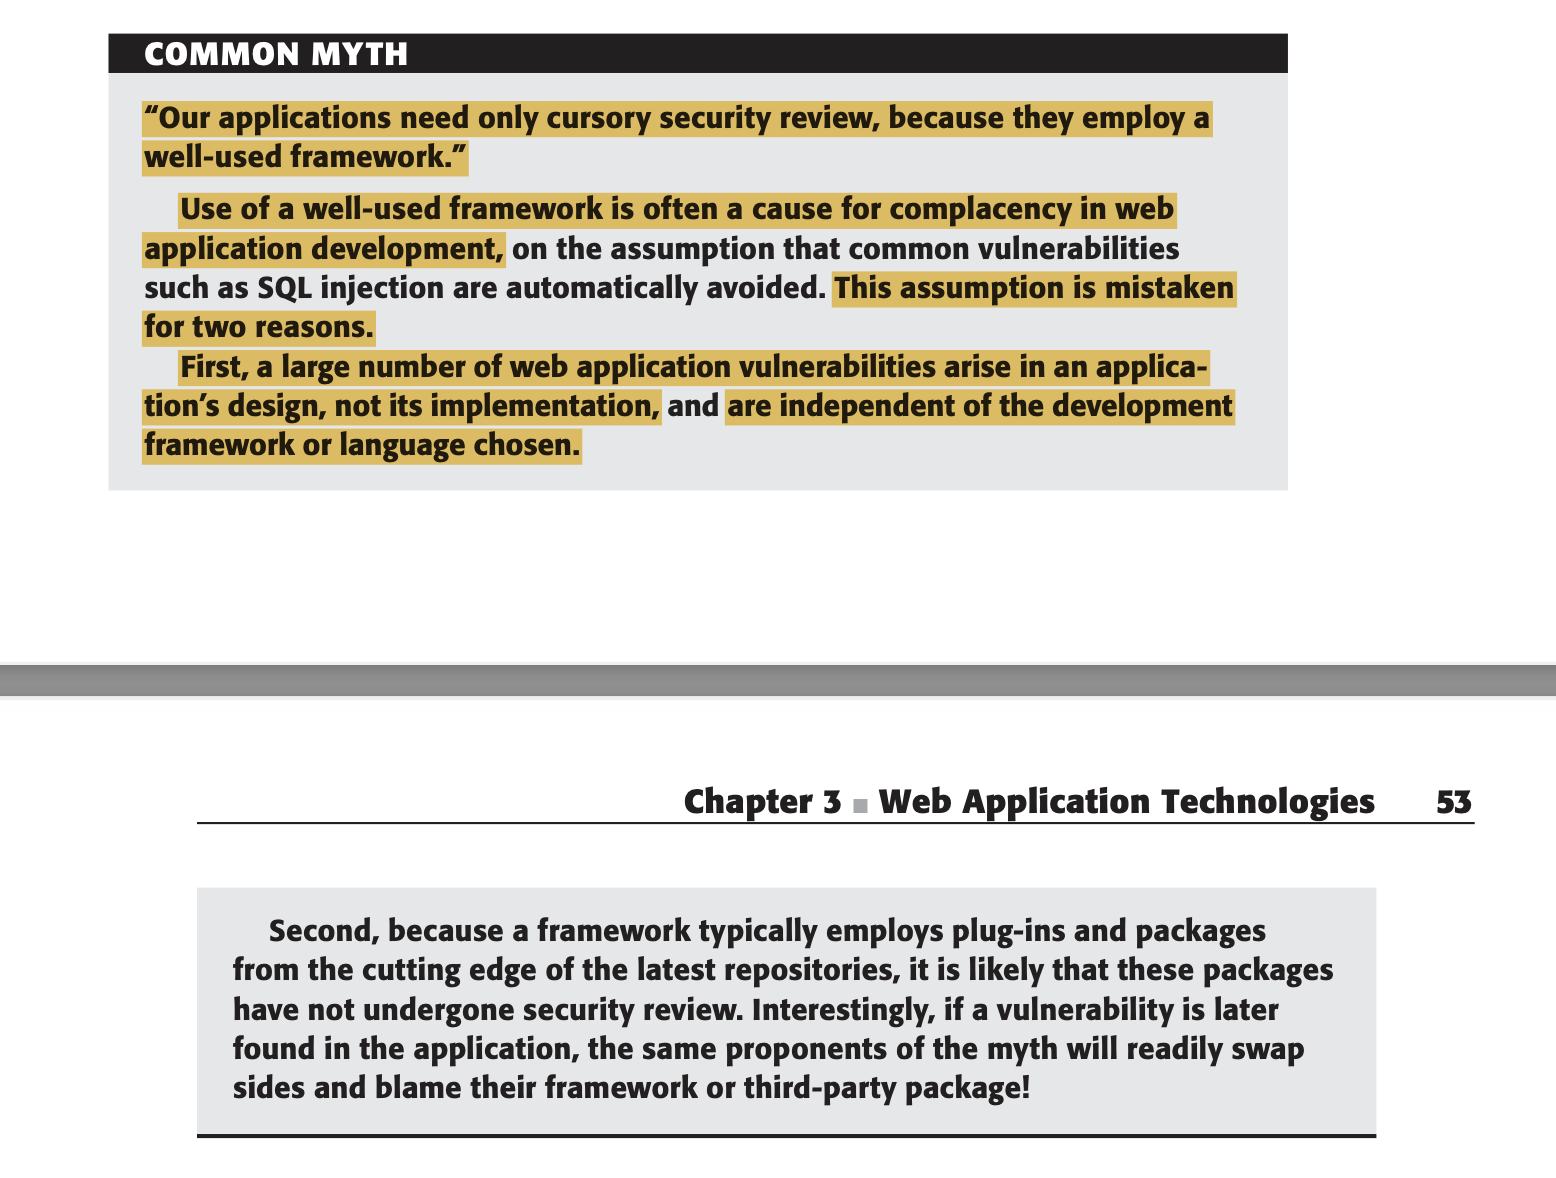 COMMON MYTH
“Our applications need only cursory security review, because they employ a
well-used framework.”
Use of a well-used framework is often a cause for complacency in web
application development, on the assumption that common vulnerabilities
such as SQL injection are automatically avoided. This assumption is mistaken
for two reasons.
First, a large number of web application vulnerabilities arise in an applica-
tion’s design, not its implementation, and are independent of the development
framework or language chosen.
Chapter 3 ■ Web Application Technologies 53
Second, because a framework typically employs plug-ins and packages
from the cutting edge of the latest repositories, it is likely that these packages
have not undergone security review. Interestingly, if a vulnerability is later
found in the application, the same proponents of the myth will readily swap
sides and blame their framework or third-party package!